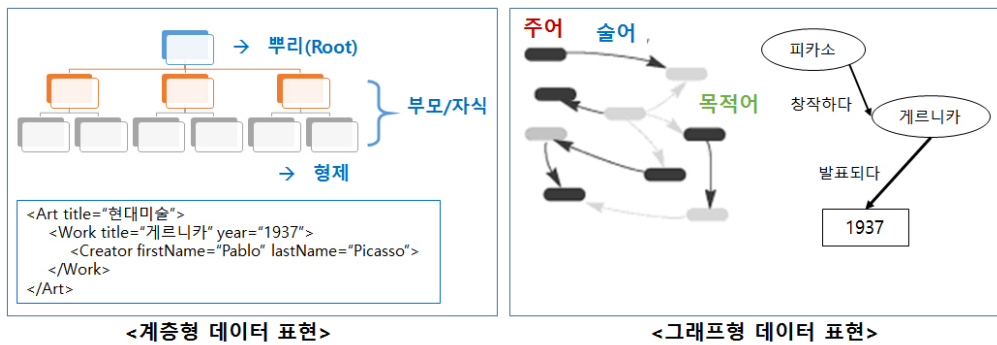 → 뿌리(Root)
부모/자식
→ 형제
<Art title="현대미술">
<Work title="게르니카" year="1937">
<Creator firstName="Pablo" lastName="Picasso">
</Work>
</Art>
<계층형 데이터 표현>
주어
술어 ,
목적어
피카소
창작하다
게르니카
발표되다
1937
<그래프형 데이터 표현>